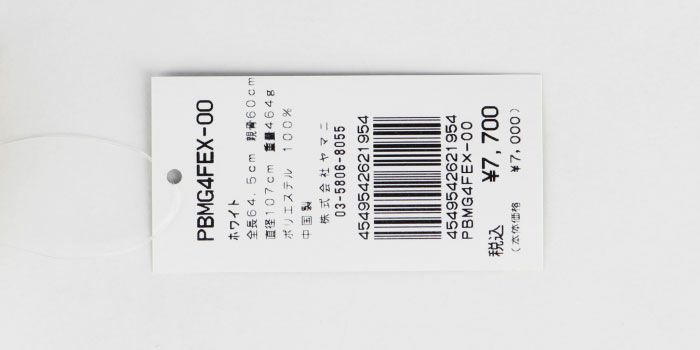 PBMG4FEX-00
ホワイト
全長64.5cm 親骨60cm
直径107cm 重量464g
ポリエステル 100%
中国製
株式会社ヤマニ
03-5806-8055
4549542621954
4549542621954
PBMG4FEX-00
税込 ¥7,700
(本体価格 ¥7,000)